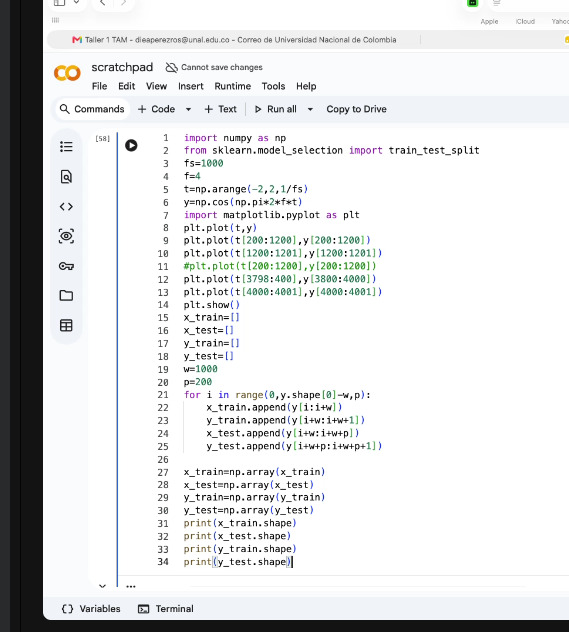 Apple iCloud Yahoo
Taller 1 TAM - dieaperezros@unal.edu.co - Correo de Universidad Nacional de Colombia
scratchpad Cannot save changes
File Edit View Insert Runtime Tools Help
Commands + Code + Text Run all Copy to Drive
[58]
1 import numpy as np
2 from sklearn.model_selection import train_test_split
3 fs=1000
4 f=4
5 t=np.arange(-2,2,1/fs)
6 y=np.cos(np.pi*2*f*t)
7 import matplotlib.pyplot as plt
8 plt.plot(t,y)
9 plt.plot(t[200:1200],y[200:1200])
10 plt.plot(t[1200:1201],y[1200:1201])
11 #plt.plot(t[200:1200],y[200:1200])
12 plt.plot(t[3798:400],y[3800:4000])
13 plt.plot(t[4000:4001],y[4000:4001])
14 plt.show()
15 x_train=[]
16 x_test=[]
17 y_train=[]
18 y_test=[]
19 w=1000
20 p=200
21 for i in range(0,y.shape[0]-w,p):
22 x_train.append(y[i:i+w])
23 y_train.append(y[i+w:i+w+1])
24 x_test.append(y[i+w:i+w+p])
25 y_test.append(y[i+w+p:i+w+p+1])
26
27 x_train=np.array(x_train)
28 x_test=np.array(x_test)
29 y_train=np.array(y_train)
30 y_test=np.array(y_test)
31 print(x_train.shape)
32 print(x_test.shape)
33 print(y_train.shape)
34 print(y_test.shape)
Variables Terminal